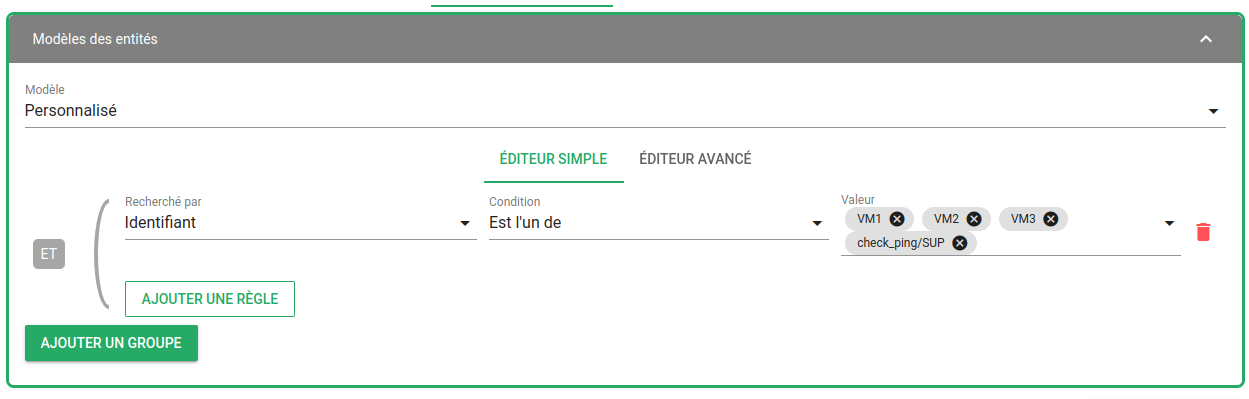 Modèles des entités
Modèle
Personnalisé
ÉDITEUR SIMPLE ÉDITEUR AVANCÉ
Recherché par Condition Valeur
Identifiant Est l'un de VM1 VM2 VM3
check_ping/SUP
ET
AJOUTER UNE RÈGLE
AJOUTER UN GROUPE